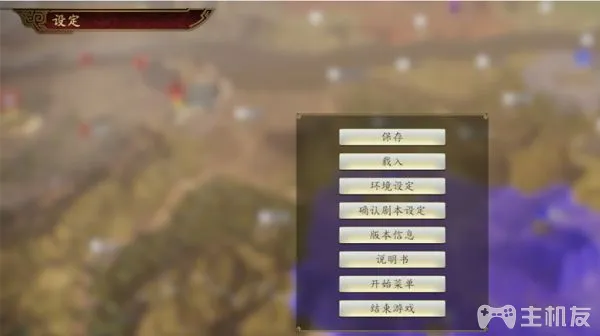 设定
保存
载入
环境设定
确认剧本设定
版本信息
说明书
开始菜单
结束游戏
主机友